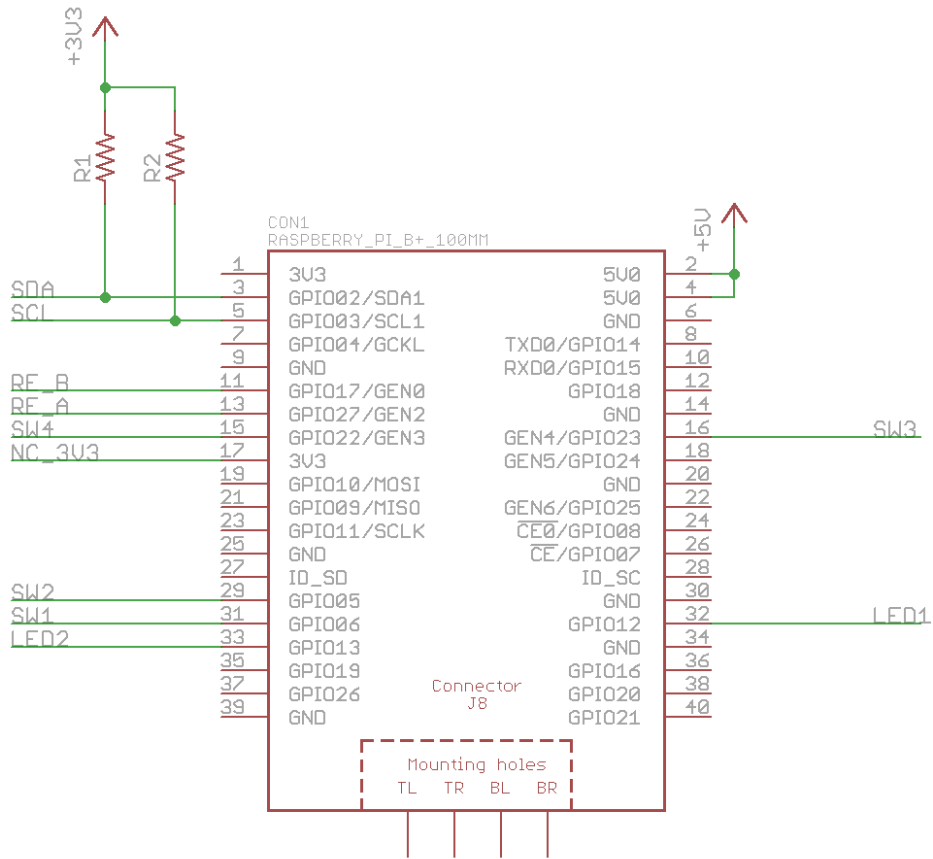 +3V3
R1
R2
CON1
RASPBERRY_PI_B+_100MM
+5V
1 3V3 5V0 2
SDA 3 GPIO02/SDA1 5V0 4
SCL 5 GPIO03/SCL1 GND 6
7 GPIO04/GCKL TXD0/GPIO14 8
9 GND RXD0/GPIO15 10
RE_B 11 GPIO17/GEN0 GPIO18 12
RE_A 13 GPIO27/GEN2 GND 14
SW4 15 GPIO22/GEN3 GEN4/GPIO23 16 SW3
NC_3V3 17 3V3 GEN5/GPIO24 18
19 GPIO10/MOSI GND 20
21 GPIO09/MISO GEN6/GPIO25 22
23 GPIO11/SCLK CE0/GPIO08 24
25 GND CE/GPIO07 26
27 ID_SD ID_SC 28
SW2 29 GPIO05 GND 30
SW1 31 GPIO06 GPIO12 32 LED1
LED2 33 GPIO13 GND 34
35 GPIO19 GPIO16 36
37 GPIO26 GPIO20 38
39 GND GPIO21 40
Connector
J8
Mounting holes
TL TR BL BR